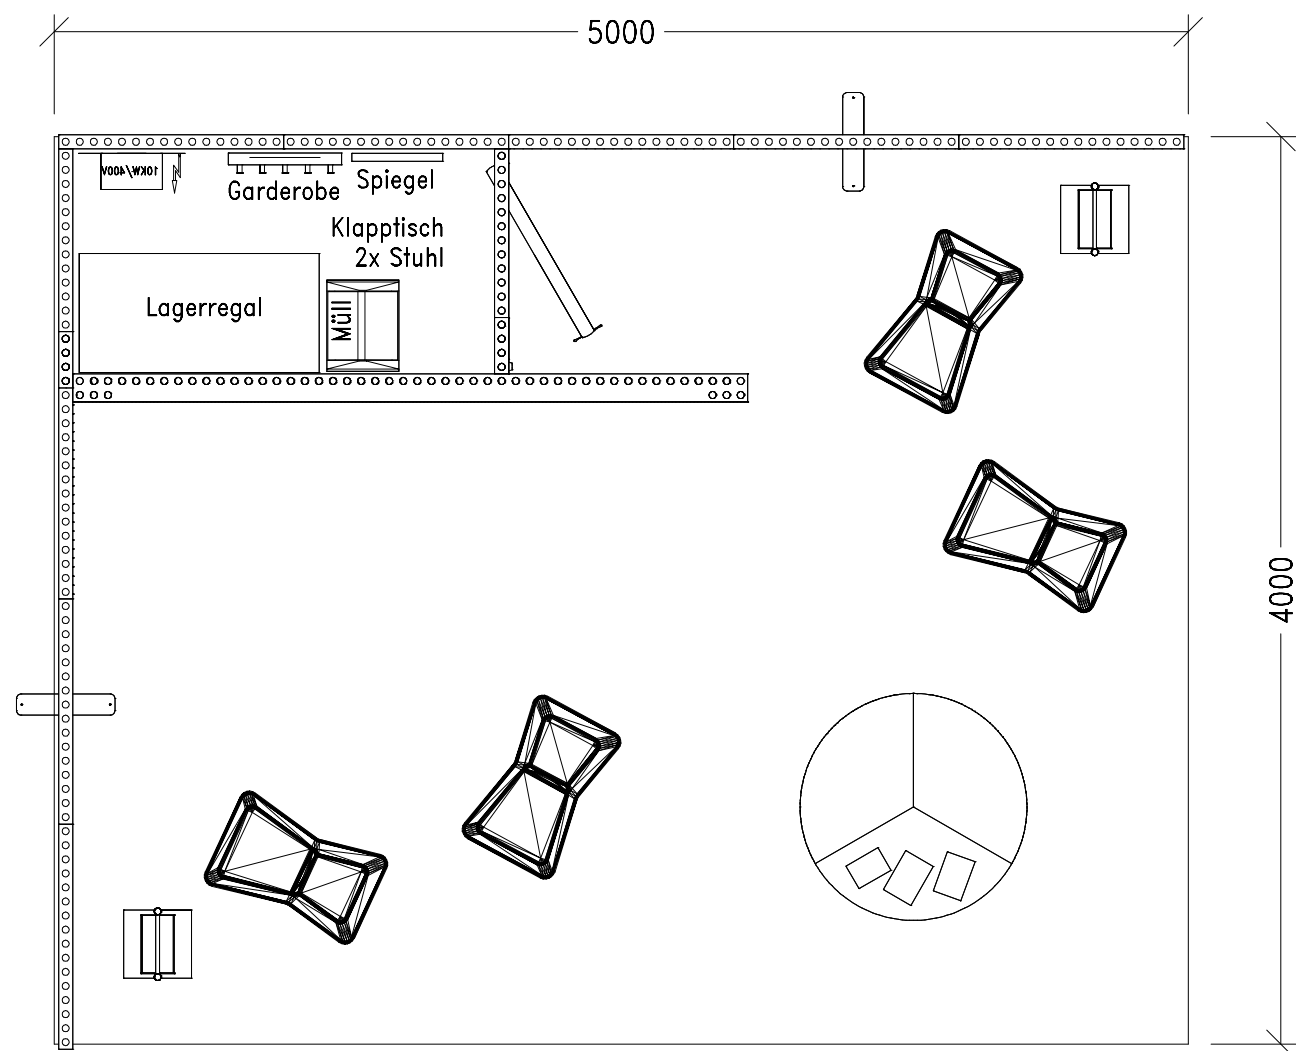 5000
10KW/400V
Garderobe
Spiegel
Klapptisch
2x Stuhl
Lagerregal
Müll
4000